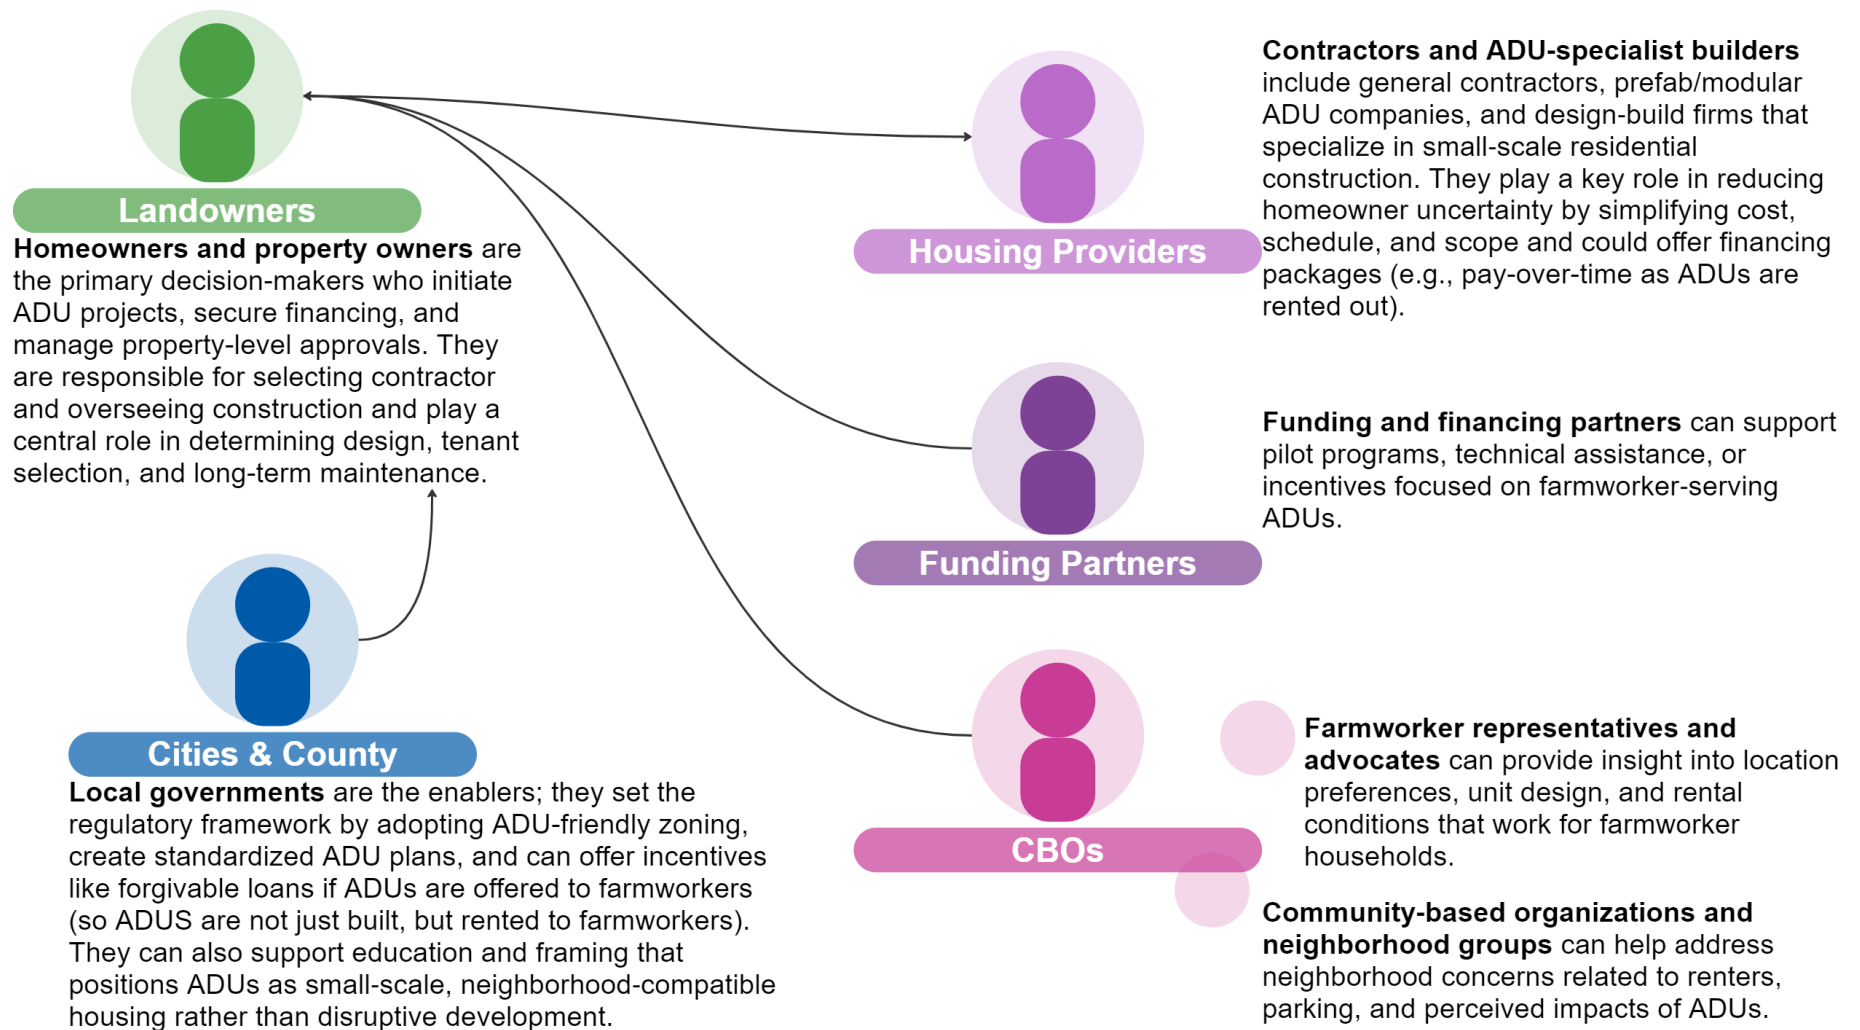 Landowners
Homeowners and property owners are
the primary decision-makers who initiate
ADU projects, secure financing, and
manage property-level approvals. They
are responsible for selecting contractor
and overseeing construction and play a
central role in determining design, tenant
selection, and long-term maintenance.
Cities & County
Local governments are the enablers; they set the
regulatory framework by adopting ADU-friendly zoning,
create standardized ADU plans, and can offer incentives
like forgivable loans if ADUs are offered to farmworkers
(so ADUS are not just built, but rented to farmworkers).
They can also support education and framing that
positions ADUs as small-scale, neighborhood-compatible
housing rather than disruptive development.
Housing Providers
Contractors and ADU-specialist builders
include general contractors, prefab/modular
ADU companies, and design-build firms that
specialize in small-scale residential
construction. They play a key role in reducing
homeowner uncertainty by simplifying cost,
schedule, and scope and could offer financing
packages (e.g., pay-over-time as ADUs are
rented out).
Funding Partners
Funding and financing partners can support
pilot programs, technical assistance, or
incentives focused on farmworker-serving
ADUs.
CBOs
Farmworker representatives and
advocates can provide insight into location
preferences, unit design, and rental
conditions that work for farmworker
households.
Community-based organizations and
neighborhood groups can help address
neighborhood concerns related to renters,
parking, and perceived impacts of ADUs.